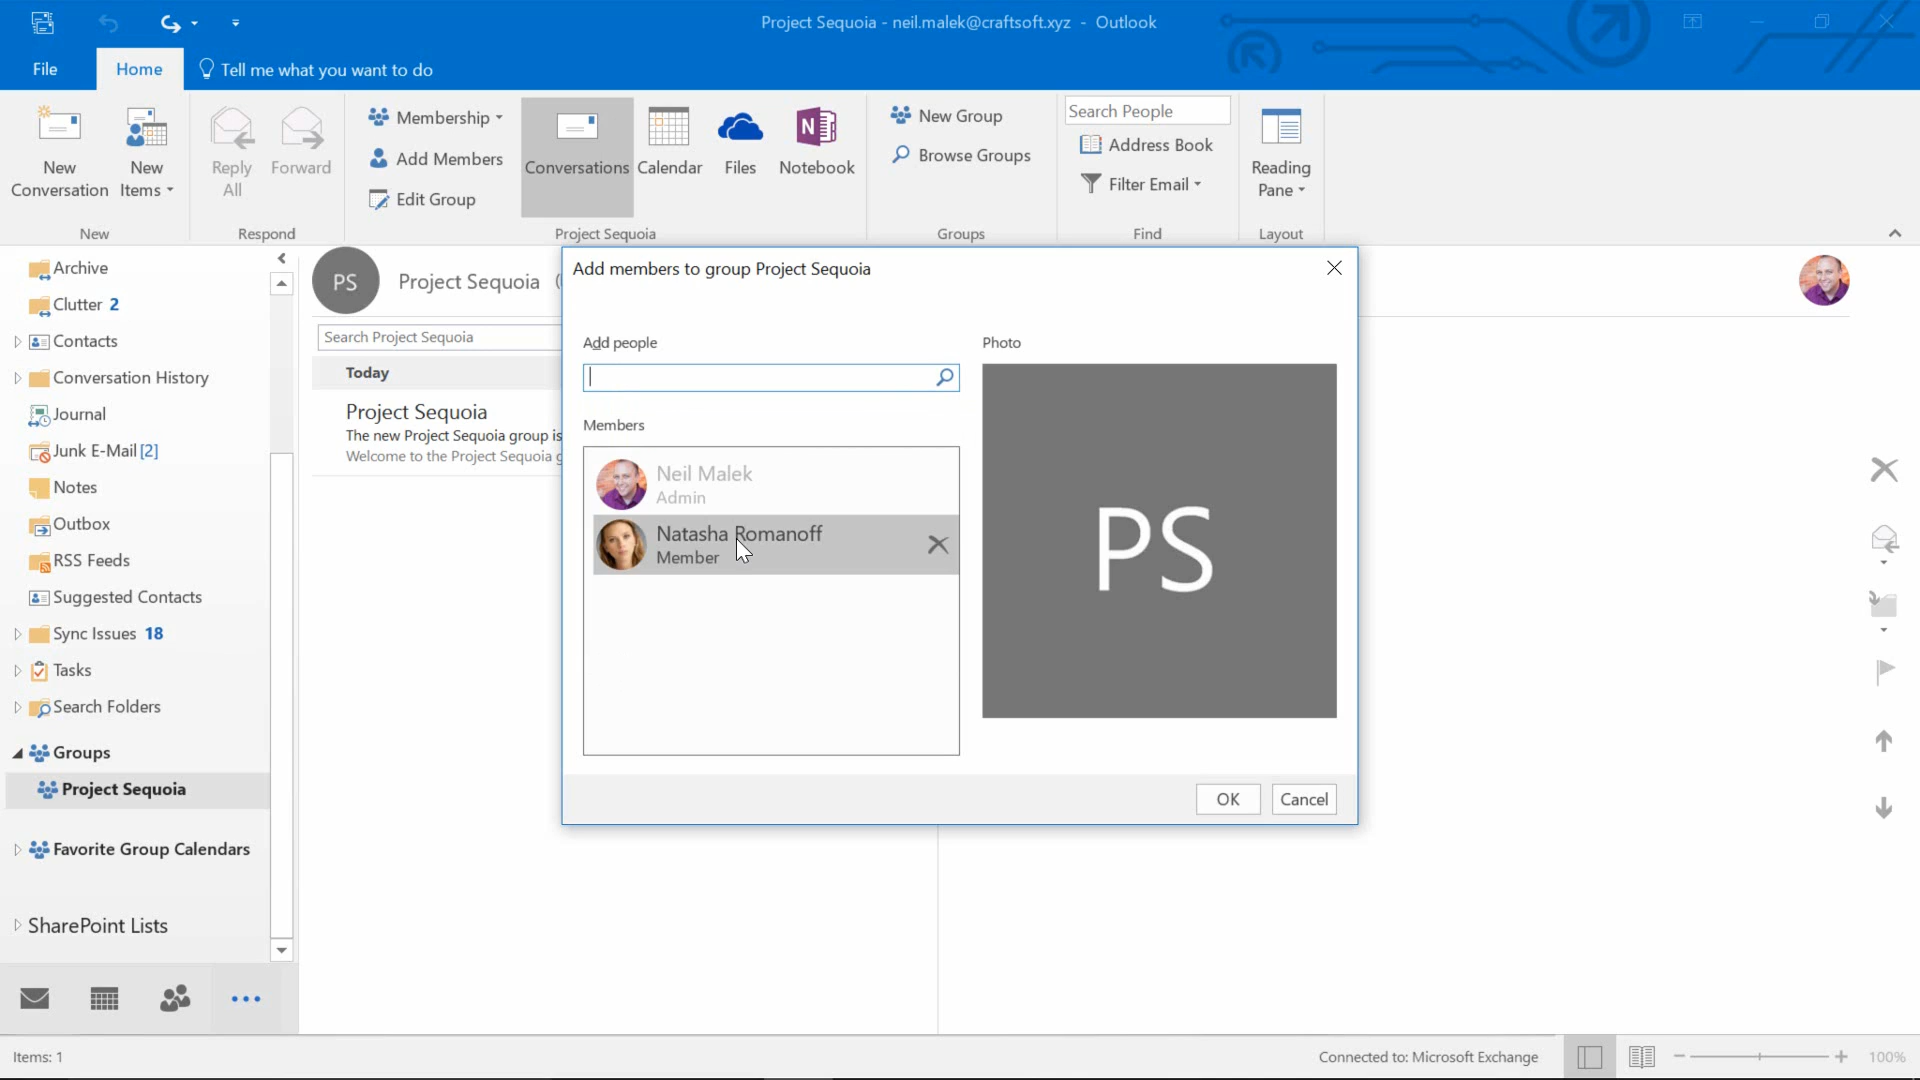 Project Sequoia - neil.malek@craftsoft.xyz - Outlook
File
Home
Tell me what you want to do
New
Conversation
New
Items
New
Reply
All
Forward
Respond
Membership
Add Members
Edit Group
Conversations
Calendar
Files
N
Notebook
Project Sequoia
New Group
Browse Groups
Groups
Search People
Address Book
Filter Email
Find
Reading
Pane
Layout
Archive
Clutter 2
Contacts
Conversation History
Journal
Junk E-Mail [2]
Notes
Outbox
RSS Feeds
Suggested Contacts
Sync Issues 18
Tasks
Search Folders
Groups
Project Sequoia
Favorite Group Calendars
SharePoint Lists
PS
Project Sequoia
Search Project Sequoia
Today
Project Sequoia
The new Project Sequoia group is
Welcome to the Project Sequoia
Add members to group Project Sequoia
Add people
Members
Neil Malek
Admin
Natasha Romanoff
Member
Photo
PS
OK
Cancel
Items: 1
Connected to: Microsoft Exchange
100%